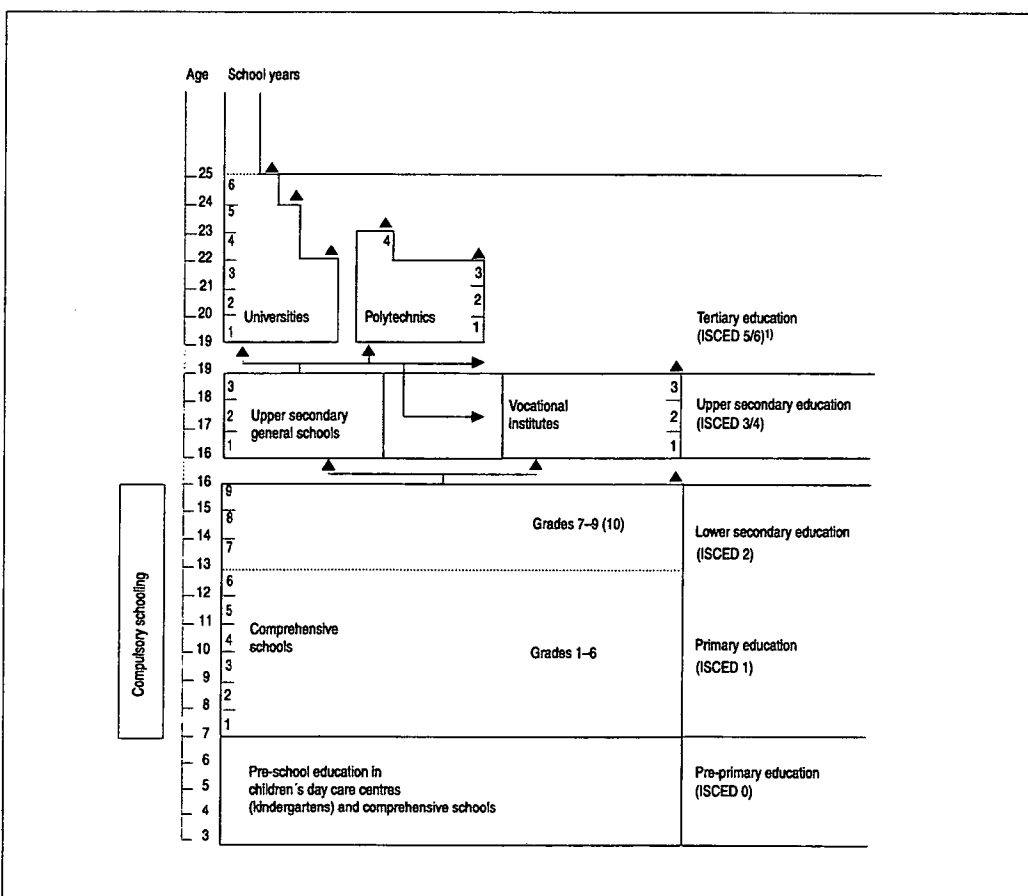 Age School years
25
6
24
5
23
4
4
22
3
3
21
2
2
20
1
1
Universities
Polytechnics
19
Tertiary education
(ISCED 5/6)¹⁾
19
3
3
18
2
2
17
1
1
16
Upper secondary
general schools
Vocational
Institutes
Upper secondary education
(ISCED 3/4)
16
9
15
8
14
7
13
Grades 7–9 (10)
Lower secondary education
(ISCED 2)
Compulsory schooling
6
12
5
11
4
10
3
9
2
8
1
7
Comprehensive
schools
Grades 1–6
Primary education
(ISCED 1)
6
5
4
3
Pre-school education in
children´s day care centres
(kindergartens) and comprehensive schools
Pre-primary education
(ISCED 0)